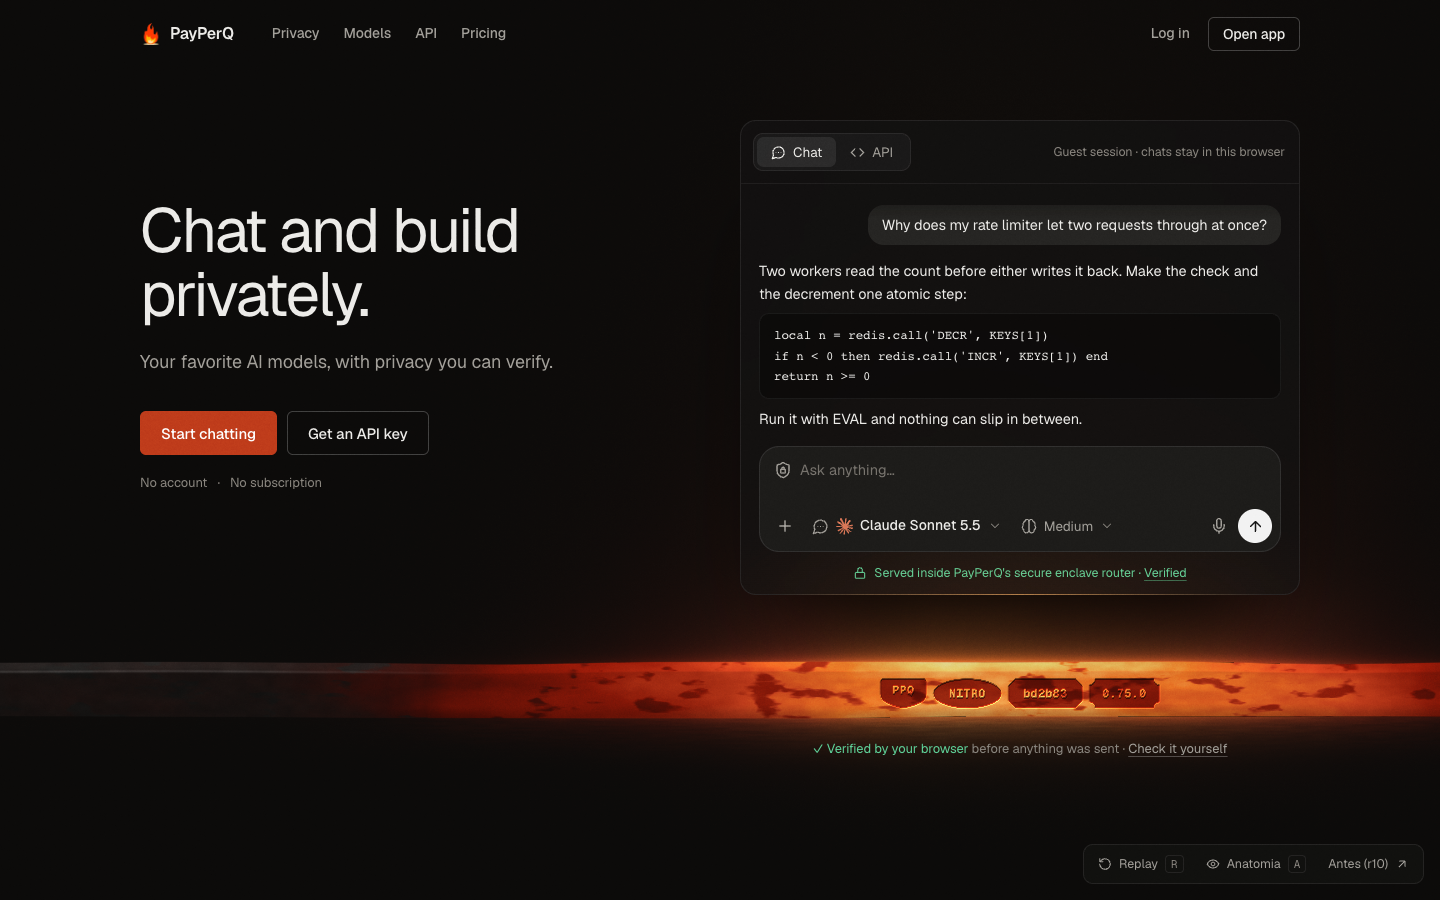 PayPerQ Privacy Models API Pricing Log in Open app
Chat and build
privately.
Your favorite AI models, with privacy you can verify.
Start chatting Get an API key
No account · No subscription
Chat API Guest session · chats stay in this browser
Why does my rate limiter let two requests through at once?
Two workers read the count before either writes it back. Make the check and
the decrement one atomic step:
local n = redis.call('DECR', KEYS[1])
if n < 0 then redis.call('INCR', KEYS[1]) end
return n >= 0
Run it with EVAL and nothing can slip in between.
Ask anything…
Claude Sonnet 5.5 Medium
Served inside PayPerQ's secure enclave router · Verified
PPQ NITRO bd2b83 0.75.0
✓ Verified by your browser before anything was sent · Check it yourself
Replay R Anatomia A Antes (r10) ↗